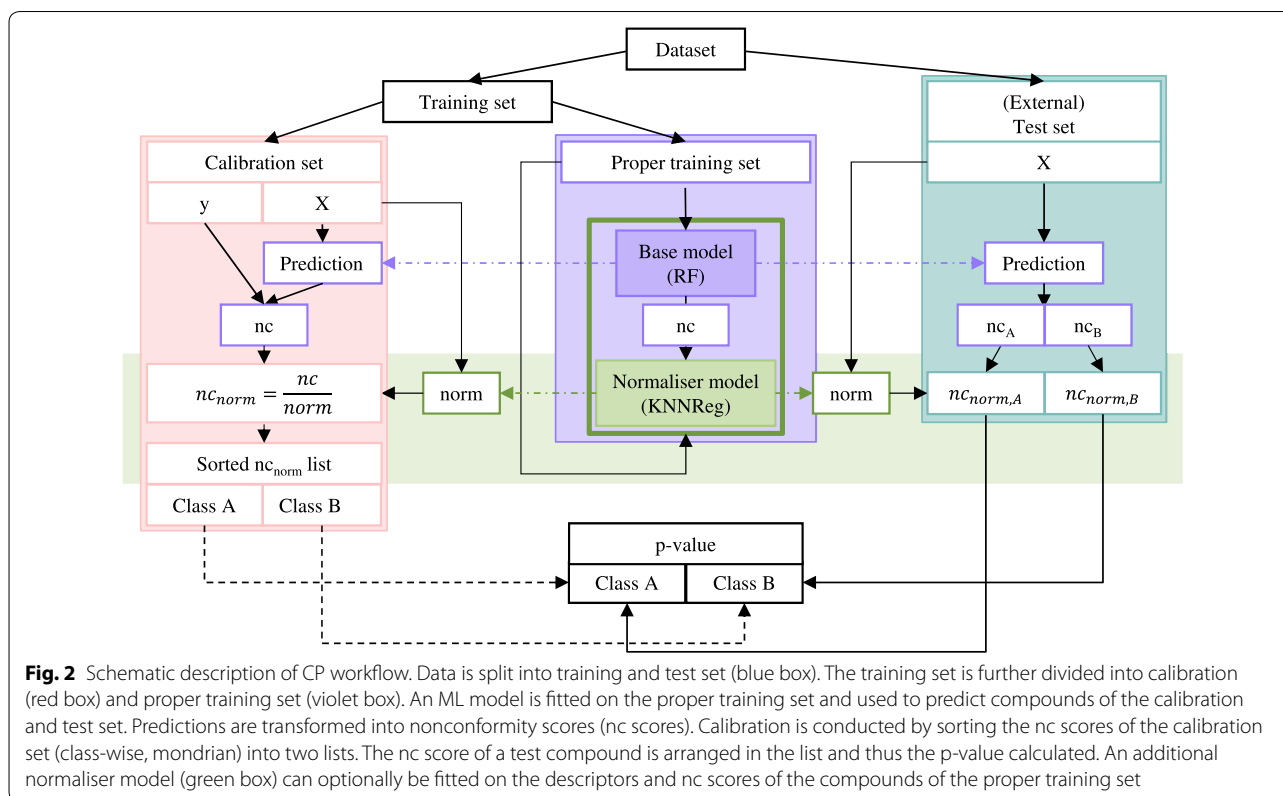 Dataset
Training set
(External)
Test set
Calibration set
Proper training set
X
y
X
Base model
(RF)
Prediction
Prediction
nc
nc
nc_A
nc_B
nc_norm = nc / norm
norm
Normaliser model
(KNNReg)
norm
nc_norm,A
nc_norm,B
Sorted nc_norm list
Class A
Class B
p-value
Class A
Class B
Fig. 2 Schematic description of CP workflow. Data is split into training and test set (blue box). The training set is further divided into calibration
(red box) and proper training set (violet box). An ML model is fitted on the proper training set and used to predict compounds of the calibration
and test set. Predictions are transformed into nonconformity scores (nc scores). Calibration is conducted by sorting the nc scores of the calibration
set (class-wise, mondrian) into two lists. The nc score of a test compound is arranged in the list and thus the p-value calculated. An additional
normaliser model (green box) can optionally be fitted on the descriptors and nc scores of the compounds of the proper training set